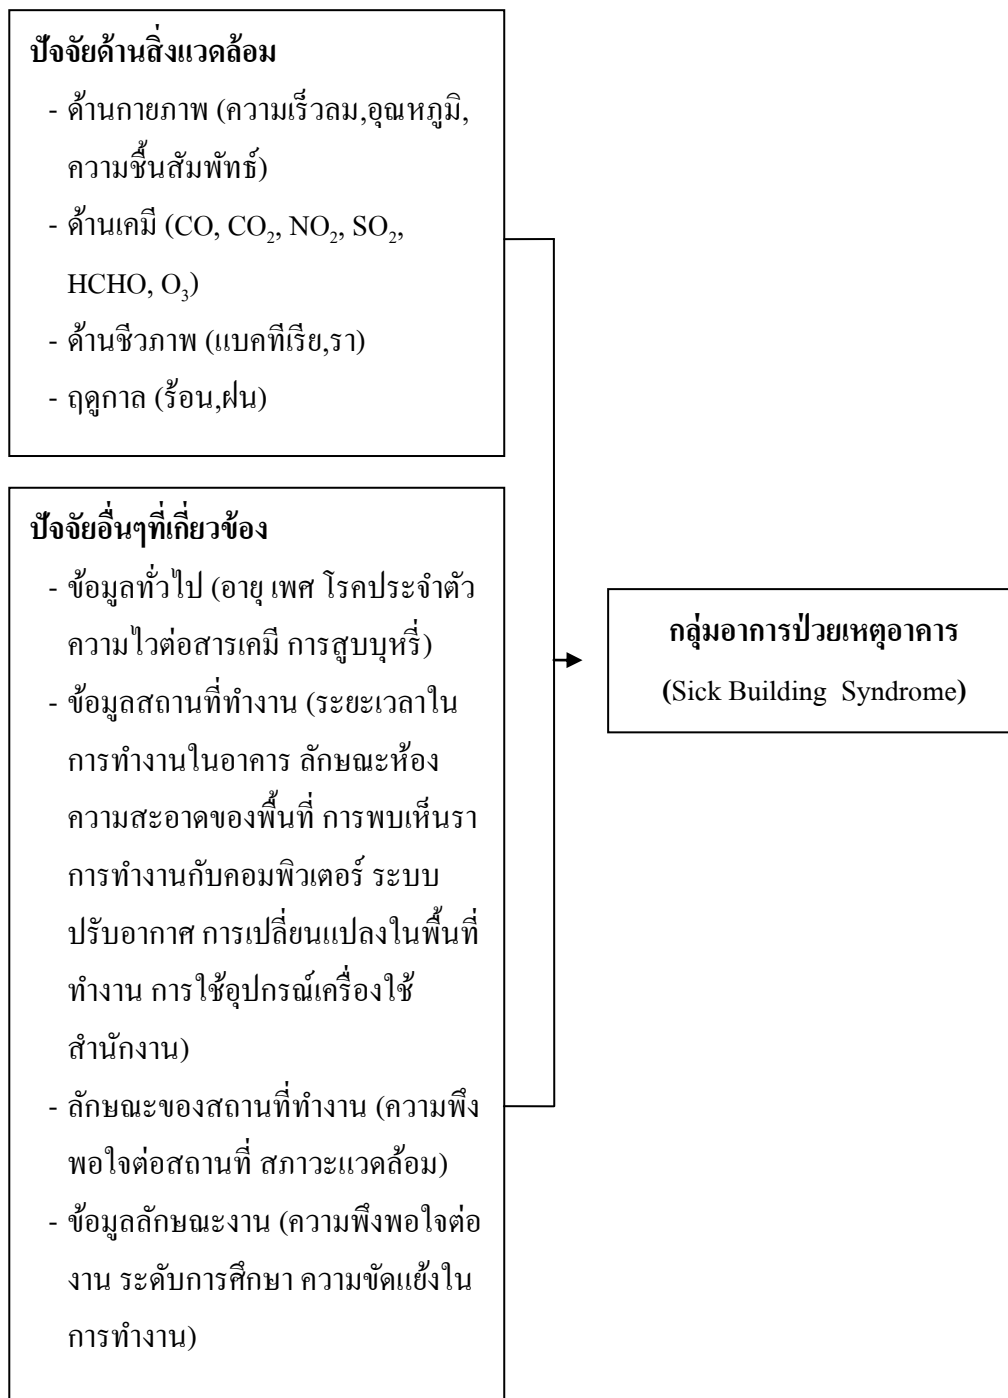 ปัจจัยด้านสิ่งแวดล้อม
- ด้านกายภาพ (ความเร็วลม,อุณหภูมิ,
ความชื้นสัมพัทธ์)
- ด้านเคมี (CO, CO₂, NO₂, SO₂,
HCHO, O₃)
- ด้านชีวภาพ (แบคทีเรีย,รา)
- ฤดูกาล (ร้อน,ฝน)
ปัจจัยอื่นๆที่เกี่ยวข้อง
- ข้อมูลทั่วไป (อายุ เพศ โรคประจำตัว
ความไวต่อสารเคมี การสูบบุหรี่)
- ข้อมูลสถานที่ทำงาน (ระยะเวลาใน
การทำงานในอาคาร ลักษณะห้อง
ความสะอาดของพื้นที่ การพบเห็นรา
การทำงานกับคอมพิวเตอร์ ระบบ
ปรับอากาศ การเปลี่ยนแปลงในพื้นที่
ทำงาน การใช้อุปกรณ์เครื่องใช้
สำนักงาน)
- ลักษณะของสถานที่ทำงาน (ความพึง
พอใจต่อสถานที่ สภาวะแวดล้อม)
- ข้อมูลลักษณะงาน (ความพึงพอใจต่อ
งาน ระดับการศึกษา ความขัดแย้งใน
การทำงาน)
กลุ่มอาการป่วยเหตุอาคาร
(Sick Building Syndrome)